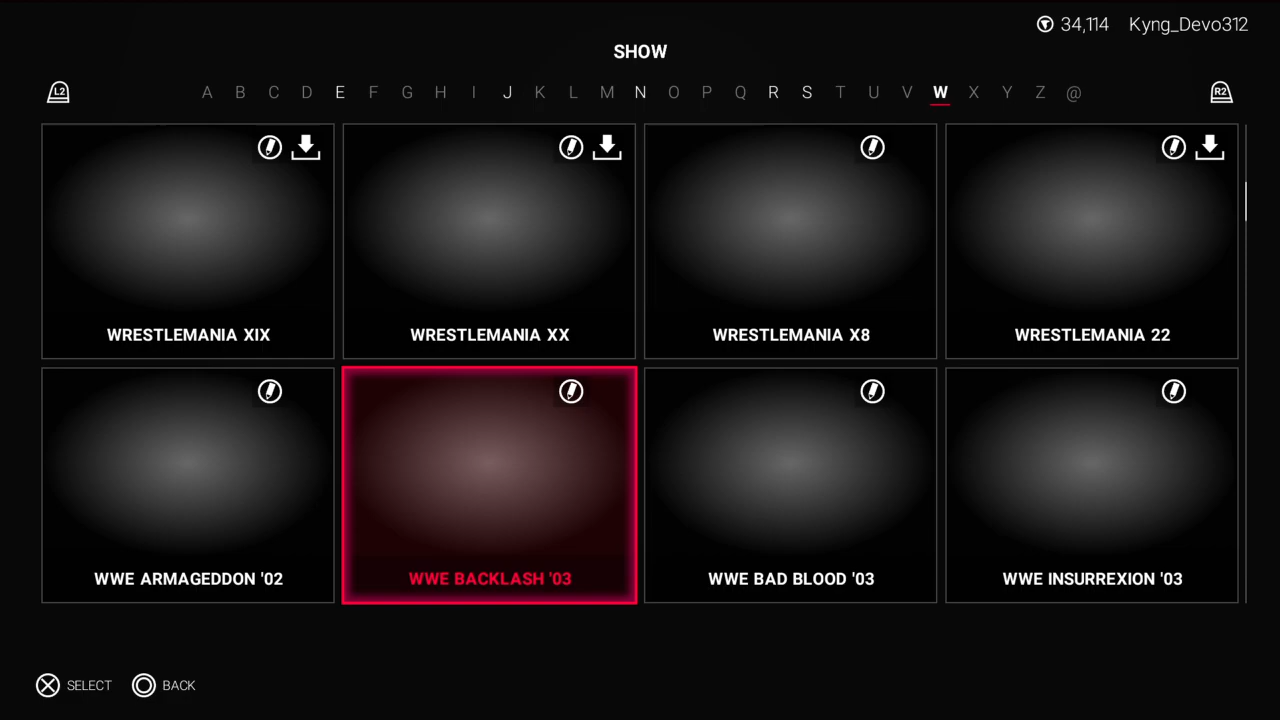 34,114 Kyng_Devo312
SHOW
L2 A B C D E F G H I J K L M N O P Q R S T U V W X Y Z @ R2
WRESTLEMANIA XIX WRESTLEMANIA XX WRESTLEMANIA X8 WRESTLEMANIA 22
WWE ARMAGEDDON '02 WWE BACKLASH '03 WWE BAD BLOOD '03 WWE INSURREXION '03
SELECT BACK